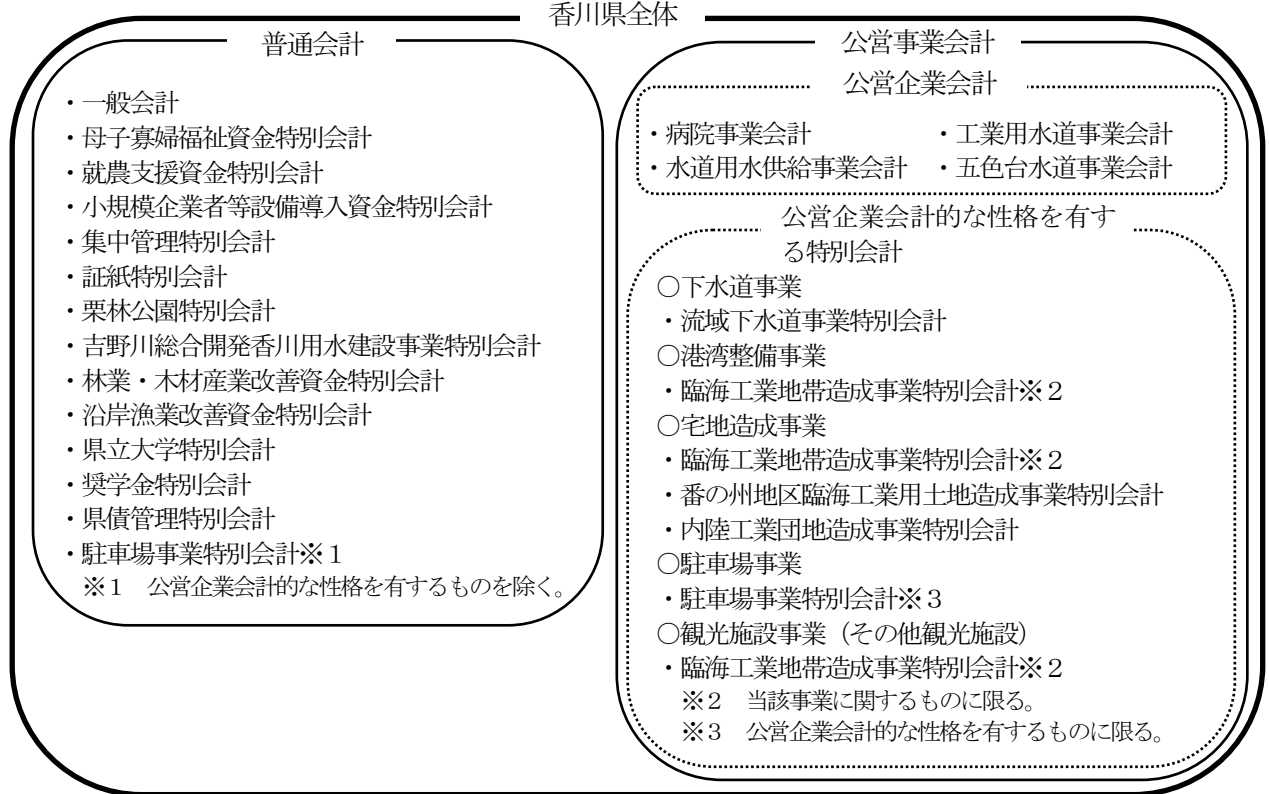 香川県全体
普通会計
・一般会計
・母子寡婦福祉資金特別会計
・就農支援資金特別会計
・小規模企業者等設備導入資金特別会計
・集中管理特別会計
・証紙特別会計
・栗林公園特別会計
・吉野川総合開発香川用水建設事業特別会計
・林業・木材産業改善資金特別会計
・沿岸漁業改善資金特別会計
・県立大学特別会計
・奨学金特別会計
・県債管理特別会計
・駐車場事業特別会計※１
※１　公営企業会計的な性格を有するものを除く。
公営事業会計
公営企業会計
・病院事業会計　・工業用水道事業会計
・水道用水供給事業会計　・五色台水道事業会計
公営企業会計的な性格を有す
る特別会計
○下水道事業
・流域下水道事業特別会計
○港湾整備事業
・臨海工業地帯造成事業特別会計※２
○宅地造成事業
・臨海工業地帯造成事業特別会計※２
・番の州地区臨海工業用土地造成事業特別会計
・内陸工業団地造成事業特別会計
○駐車場事業
・駐車場事業特別会計※３
○観光施設事業（その他観光施設）
・臨海工業地帯造成事業特別会計※２
※２　当該事業に関するものに限る。
※３　公営企業会計的な性格を有するものに限る。